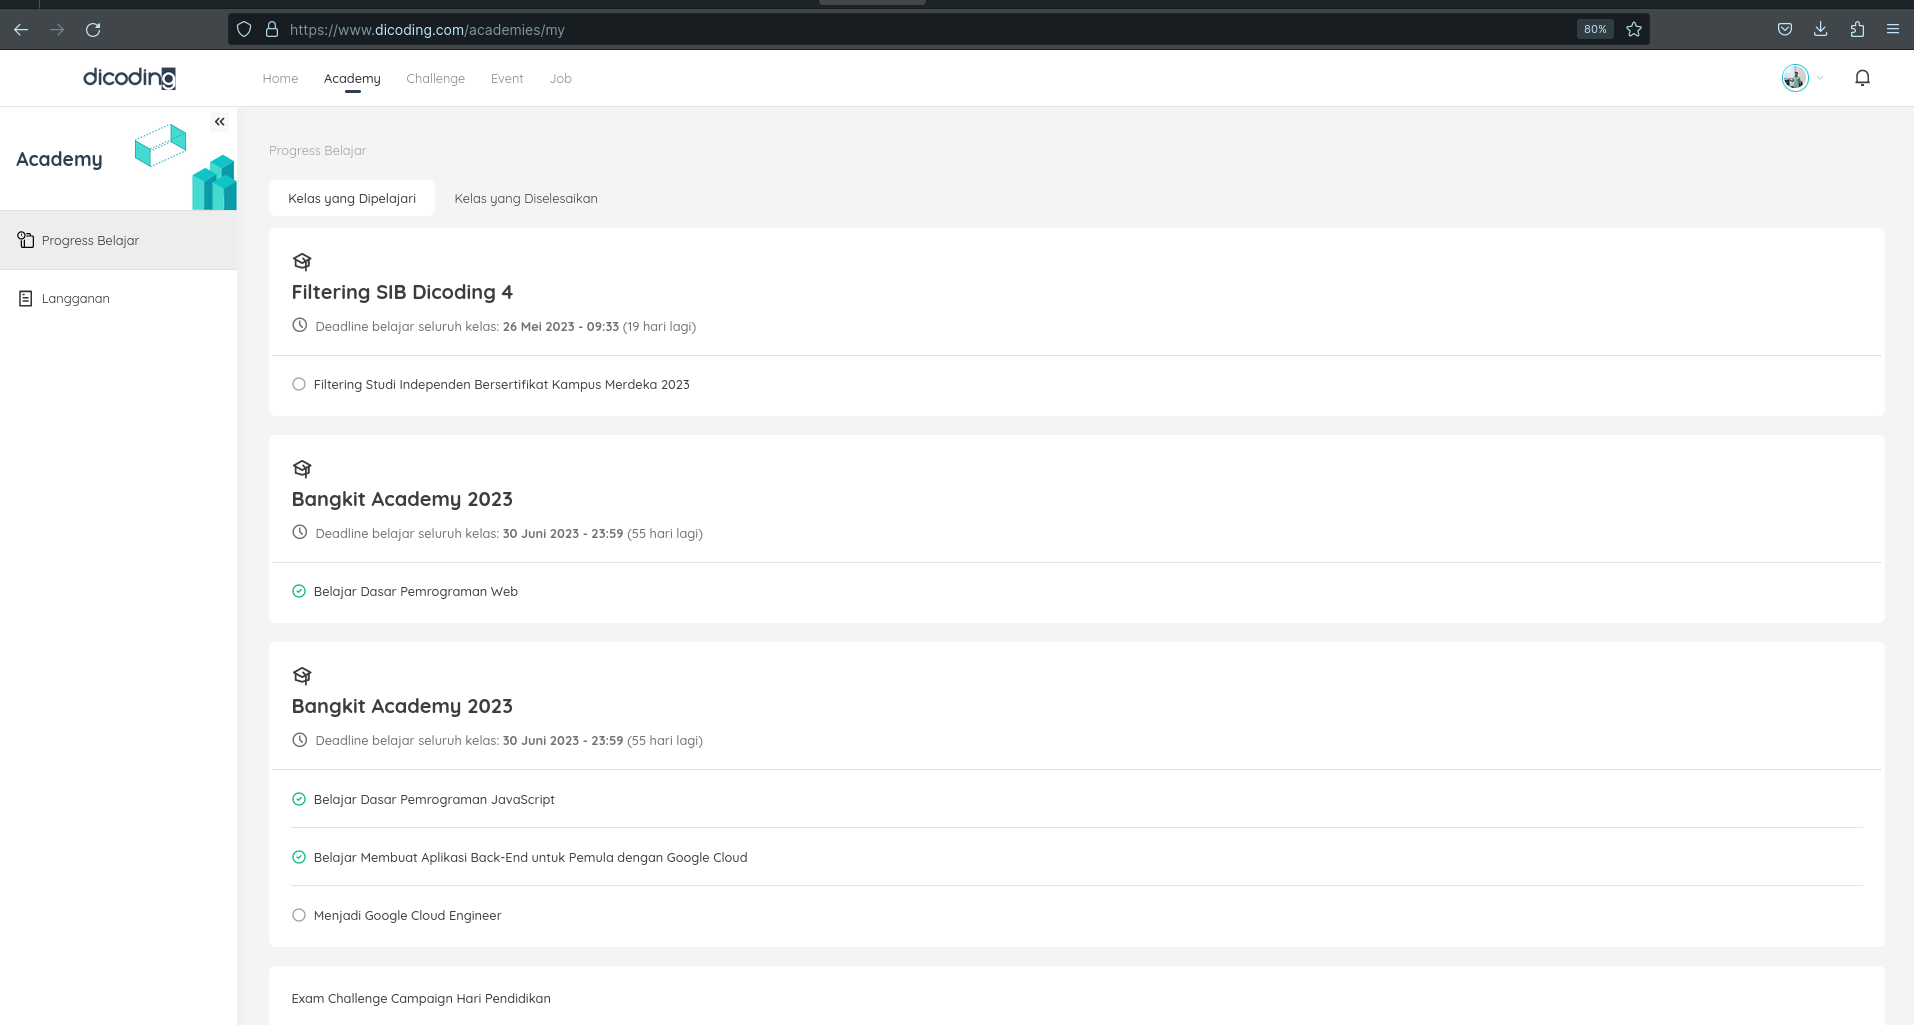 https://www.dicoding.com/academies/my
80%
dicoding
Home
Academy
Challenge
Event
Job
Academy
Progress Belajar
Langganan
Progress Belajar
Kelas yang Dipelajari
Kelas yang Diselesaikan
Filtering SIB Dicoding 4
Deadline belajar seluruh kelas: 26 Mei 2023 - 09:33 (19 hari lagi)
Filtering Studi Independen Bersertifikat Kampus Merdeka 2023
Bangkit Academy 2023
Deadline belajar seluruh kelas: 30 Juni 2023 - 23:59 (55 hari lagi)
Belajar Dasar Pemrograman Web
Bangkit Academy 2023
Deadline belajar seluruh kelas: 30 Juni 2023 - 23:59 (55 hari lagi)
Belajar Dasar Pemrograman JavaScript
Belajar Membuat Aplikasi Back-End untuk Pemula dengan Google Cloud
Menjadi Google Cloud Engineer
Exam Challenge Campaign Hari Pendidikan